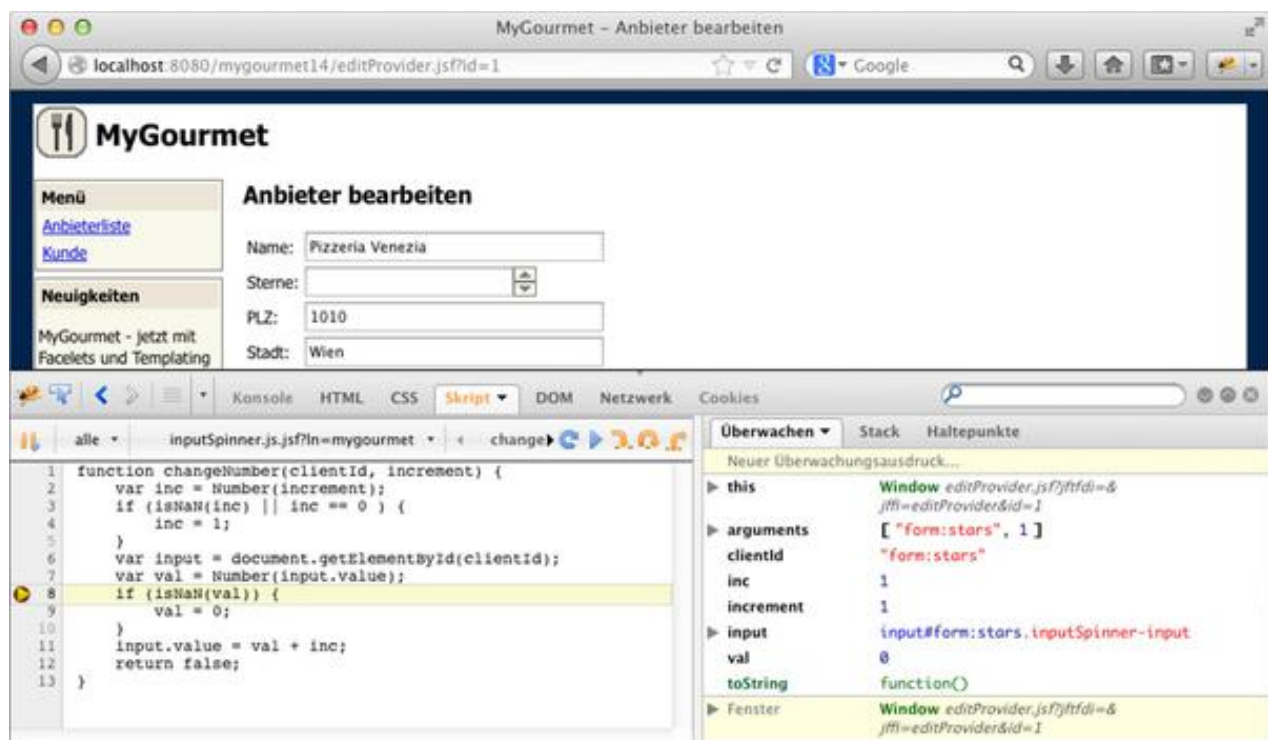 MyGourmet – Anbieter bearbeiten
localhost:8080/mygourmet14/editProvider.jsf?id=1
Google
MyGourmet
Menü
Anbieterliste
Kunde
Neuigkeiten
MyGourmet - jetzt mit
Facelets und Templating
Anbieter bearbeiten
Name: Pizzeria Venezia
Sterne:
PLZ: 1010
Stadt: Wien
Konsole HTML CSS Skript DOM Netzwerk Cookies
alle inputSpinner.js.jsf?ln=mygourmet change
1 function changeNumber(clientId, increment) {
2 var inc = Number(increment);
3 if (isNaN(inc) || inc == 0 ) {
4 inc = 1;
5 }
6 var input = document.getElementById(clientId);
7 var val = Number(input.value);
8 if (isNaN(val)) {
9 val = 0;
10 }
11 input.value = val + inc;
12 return false;
13 }
Überwachen Stack Haltepunkte
Neuer Überwachungsausdruck...
this Window editProvider.jsf?jftfdi=&
jffi=editProvider&id=1
arguments [ "form:stars", 1 ]
clientId "form:stars"
inc 1
increment 1
input input#form:stars.inputSpinner-input
val 0
toString function()
Fenster Window editProvider.jsf?jftfdi=&
jffi=editProvider&id=1